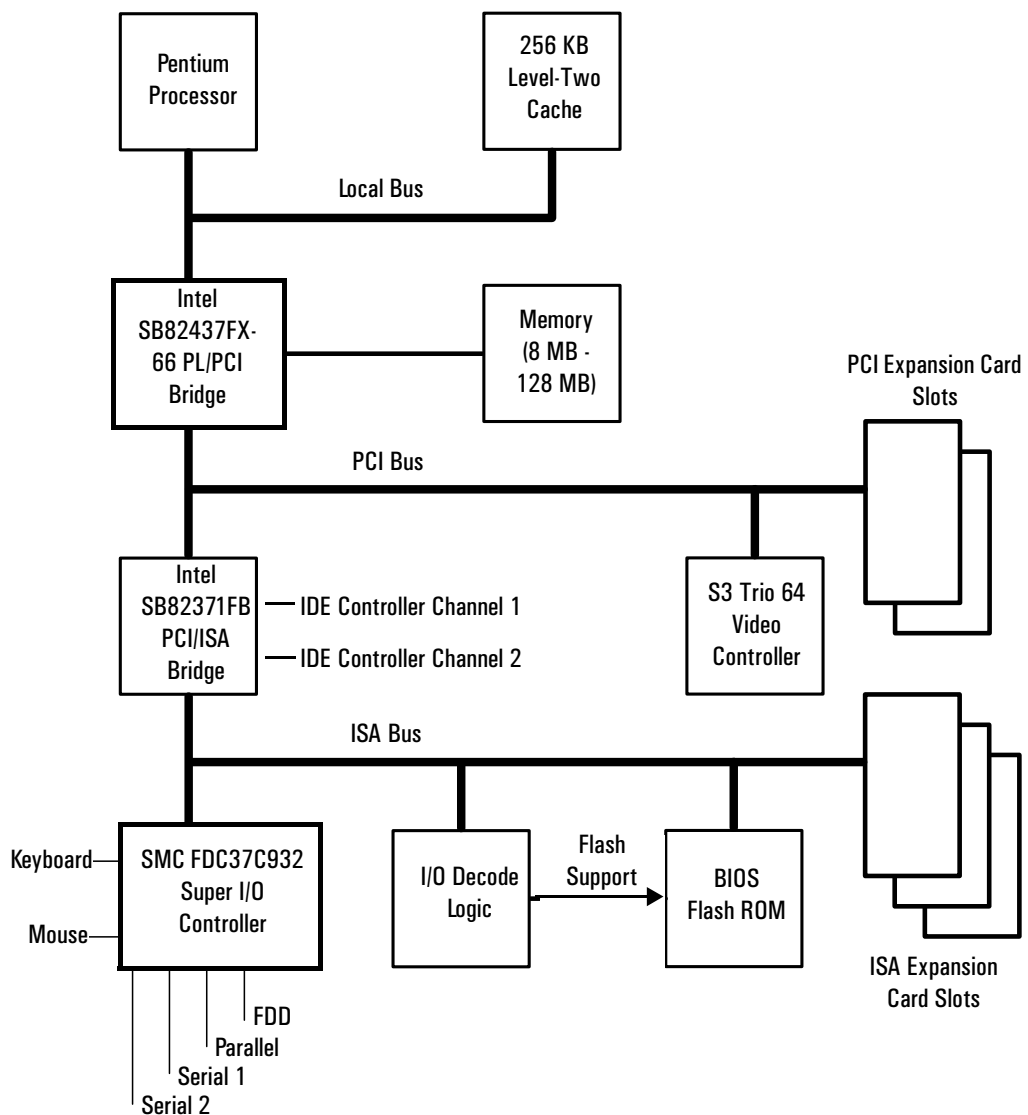 Pentium
Processor
256 KB
Level-Two
Cache
Local Bus
Intel
SB82437FX-
66 PL/PCI
Bridge
Memory
(8 MB -
128 MB)
PCI Expansion Card
Slots
PCI Bus
Intel
SB82371FB
PCI/ISA
Bridge
IDE Controller Channel 1
IDE Controller Channel 2
S3 Trio 64
Video
Controller
ISA Bus
Keyboard
Mouse
SMC FDC37C932
Super I/O
Controller
I/O Decode
Logic
Flash
Support
BIOS
Flash ROM
ISA Expansion
Card Slots
FDD
Parallel
Serial 1
Serial 2